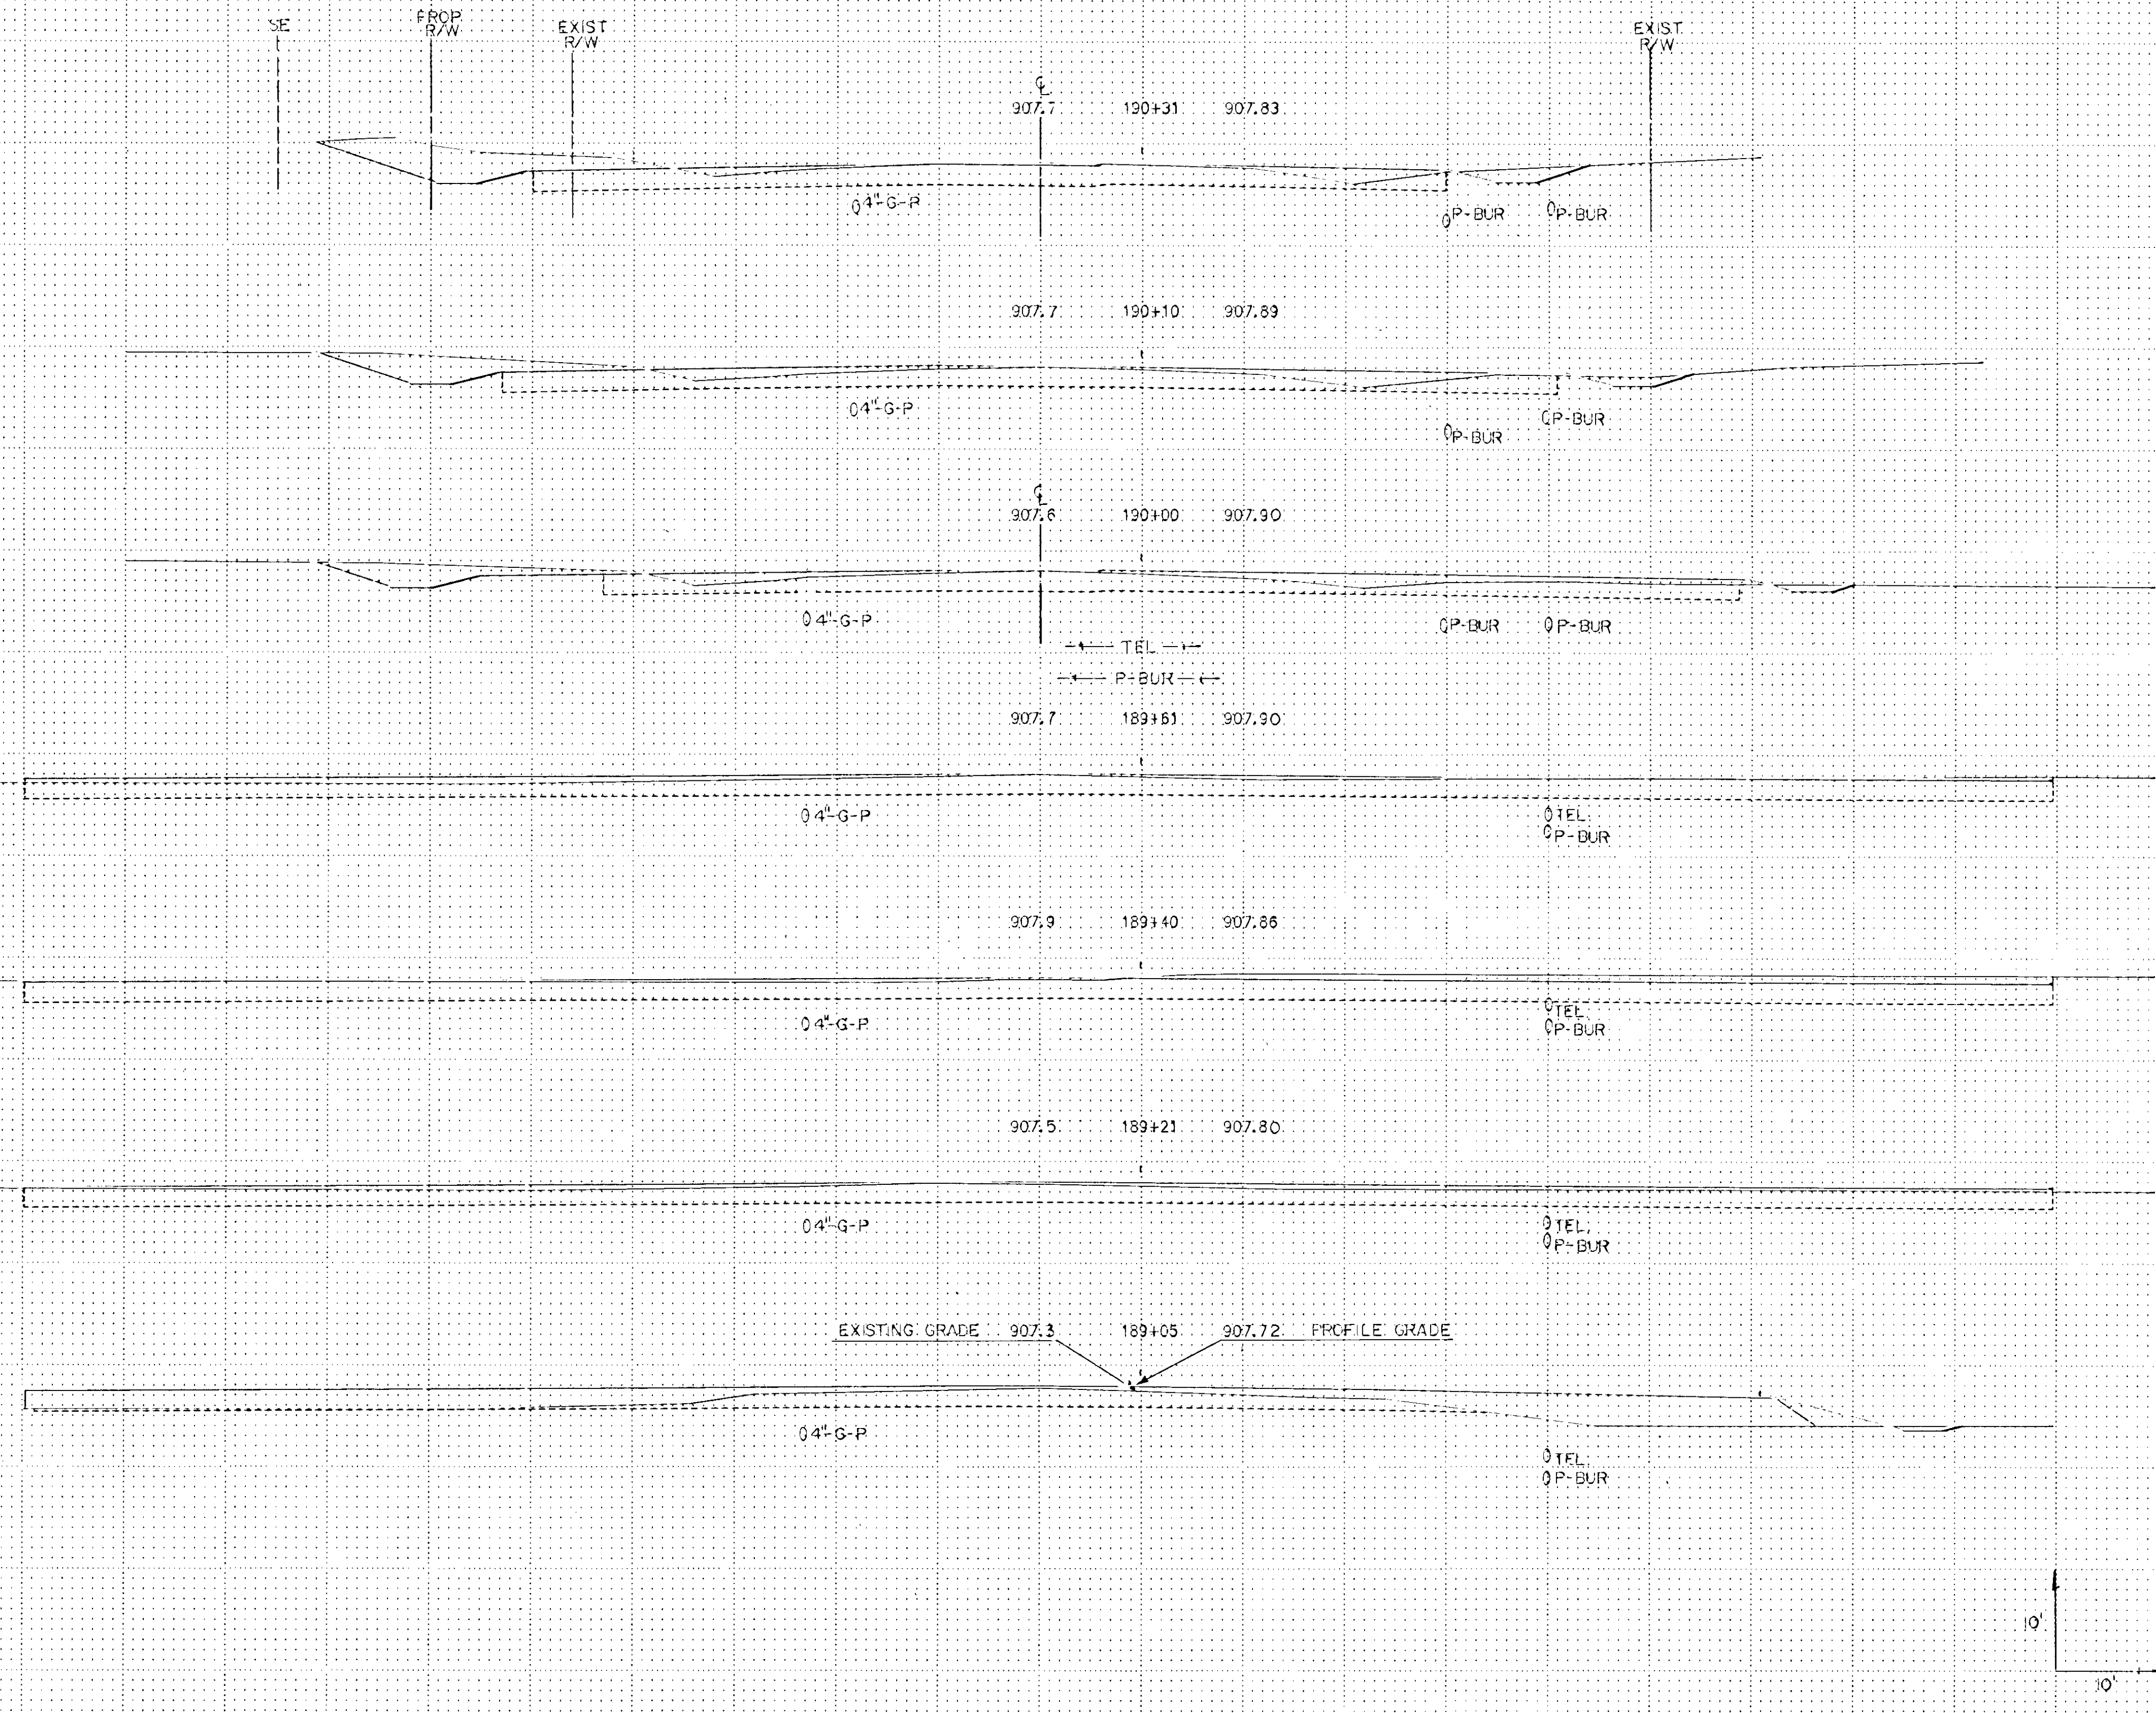 SE
PROP
R/W
EXIST
R/W
EXIST
R/W
℄
907.7 190+31 907.83
4"-G-P
P-BUR P-BUR
907.7 190+10 907.89
4"-G-P
P-BUR
P-BUR
℄
907.6 190+00 907.90
4"-G-P
P-BUR P-BUR
TEL
P-BUR
907.7 189+61 907.90
4"-G-P
TEL.
P-BUR
907.9 189+40 907.86
4"-G-P
TEL.
P-BUR
907.5 189+21 907.80
4"-G-P
TEL.
P-BUR
EXISTING GRADE 907.3 189+05 907.72 PROFILE GRADE
4"-G-P
TEL.
P-BUR
10'
10'